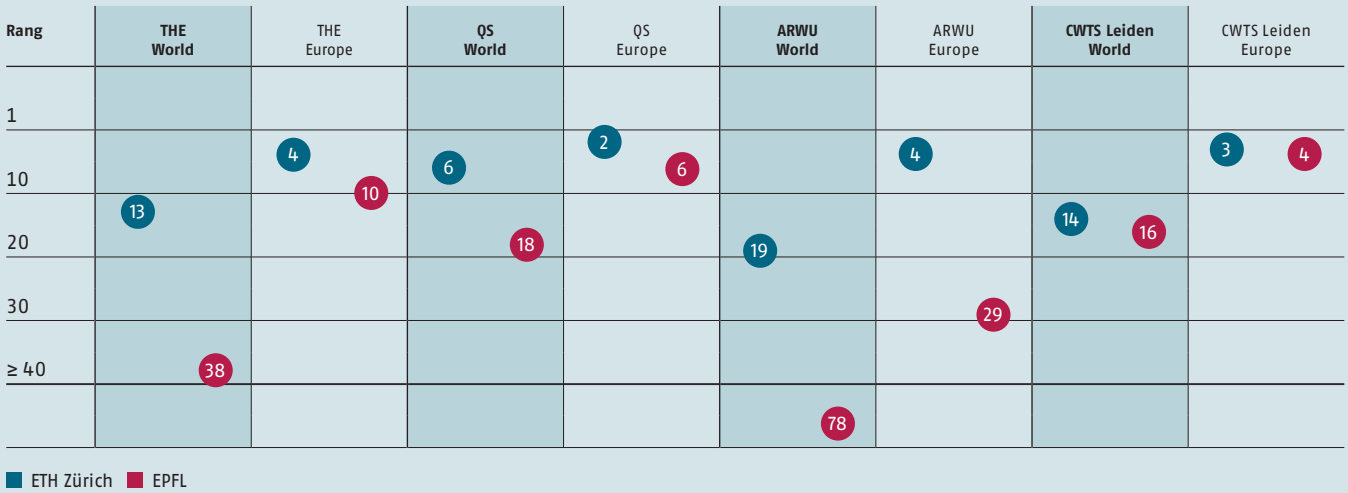 Rang
THE
World
THE
Europe
QS
World
QS
Europe
ARWU
World
ARWU
Europe
CWTS Leiden
World
CWTS Leiden
Europe
1
2
3
4
4
4
6
6
10
10
13
14
16
18
19
20
29
30
38
≥ 40
78
ETH Zürich EPFL